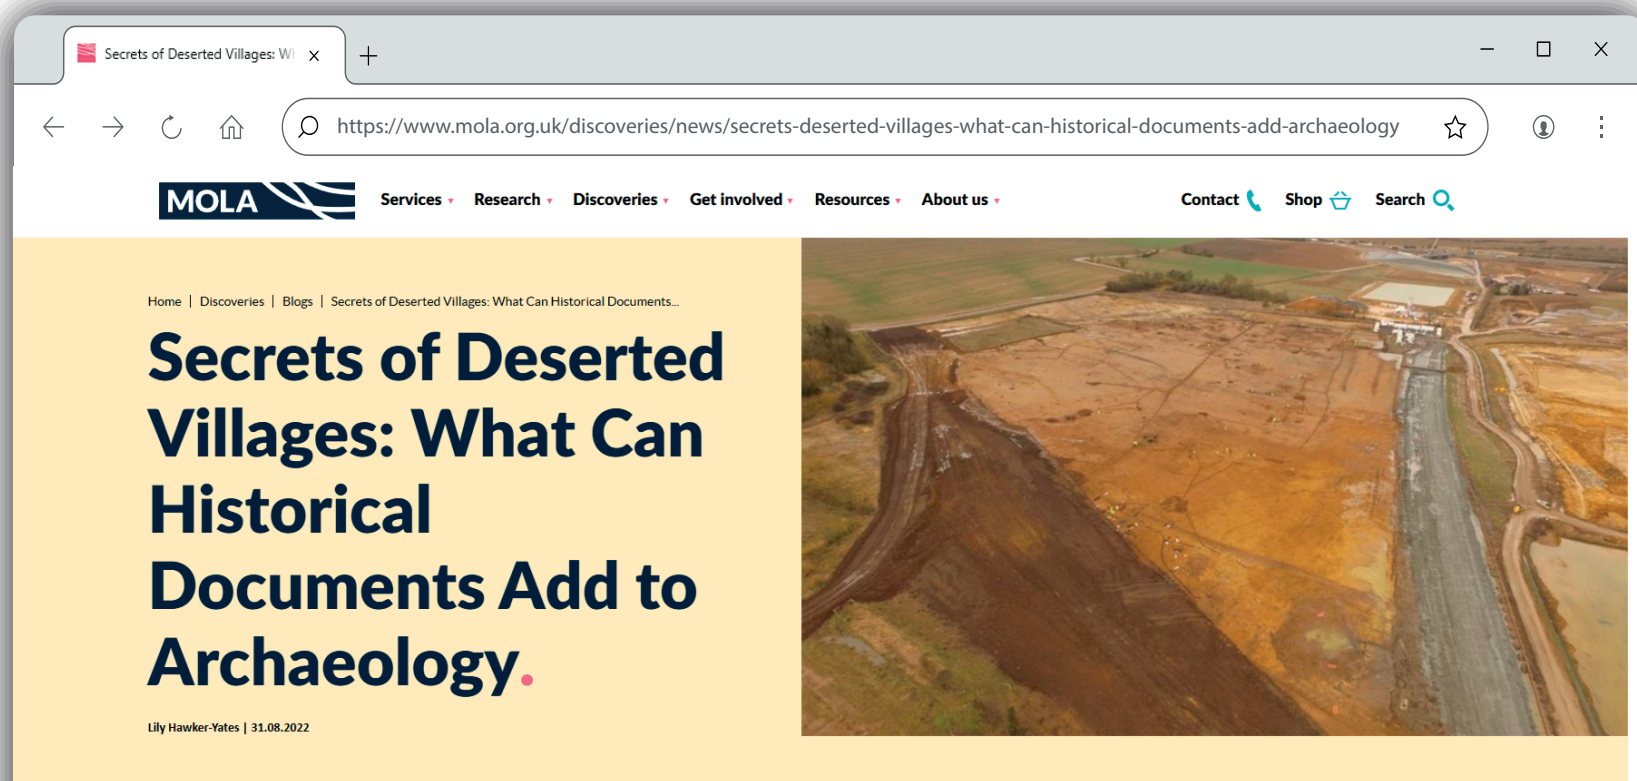 Secrets of Deserted Villages: W
https://www.mola.org.uk/discoveries/news/secrets-deserted-villages-what-can-historical-documents-add-archaeology
MOLA Services Research Discoveries Get involved Resources About us Contact Shop Search
Home | Discoveries | Blogs | Secrets of Deserted Villages: What Can Historical Documents...
Secrets of Deserted
Villages: What Can
Historical
Documents Add to
Archaeology.
Lily Hawker-Yates | 31.08.2022